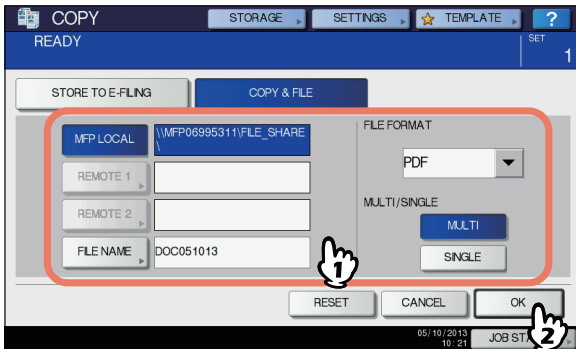 COPY
STORAGE
SETTINGS
TEMPLATE
?
READY
SET
1
STORE TO E-FILING
COPY & FILE
MFP LOCAL
\\MFP06995311\FILE_SHARE
\
FILE FORMAT
PDF
REMOTE 1
REMOTE 2
MULTI/SINGLE
MULTI
FILE NAME
DOC051013
SINGLE
1
RESET
CANCEL
OK
2
05/10/2013
10:21
JOB ST